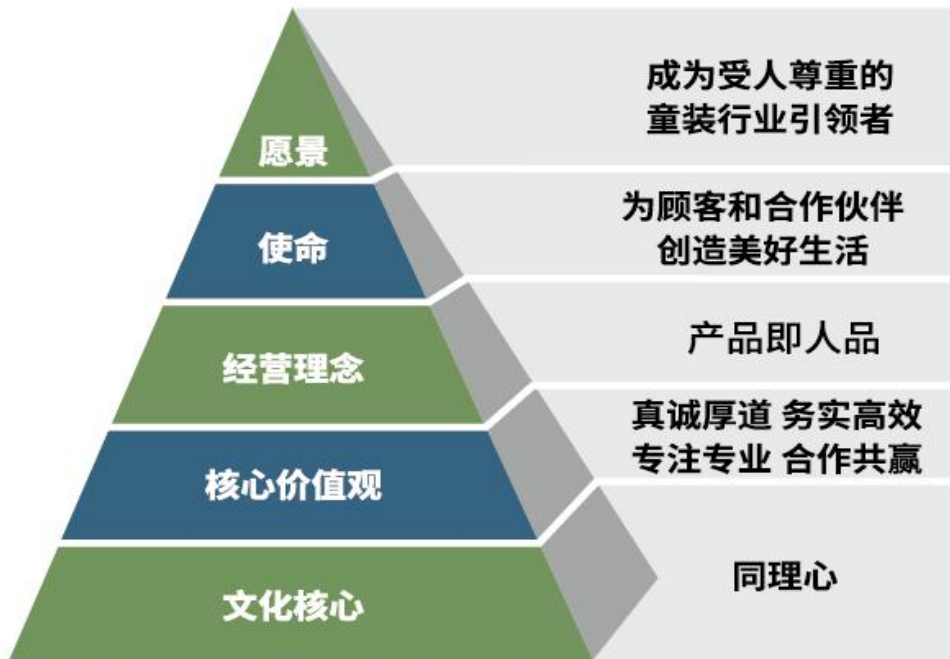 愿景
成为受人尊重的
童装行业引领者
使命
为顾客和合作伙伴
创造美好生活
经营理念
产品即人品
核心价值观
真诚厚道 务实高效
专注专业 合作共赢
文化核心
同理心